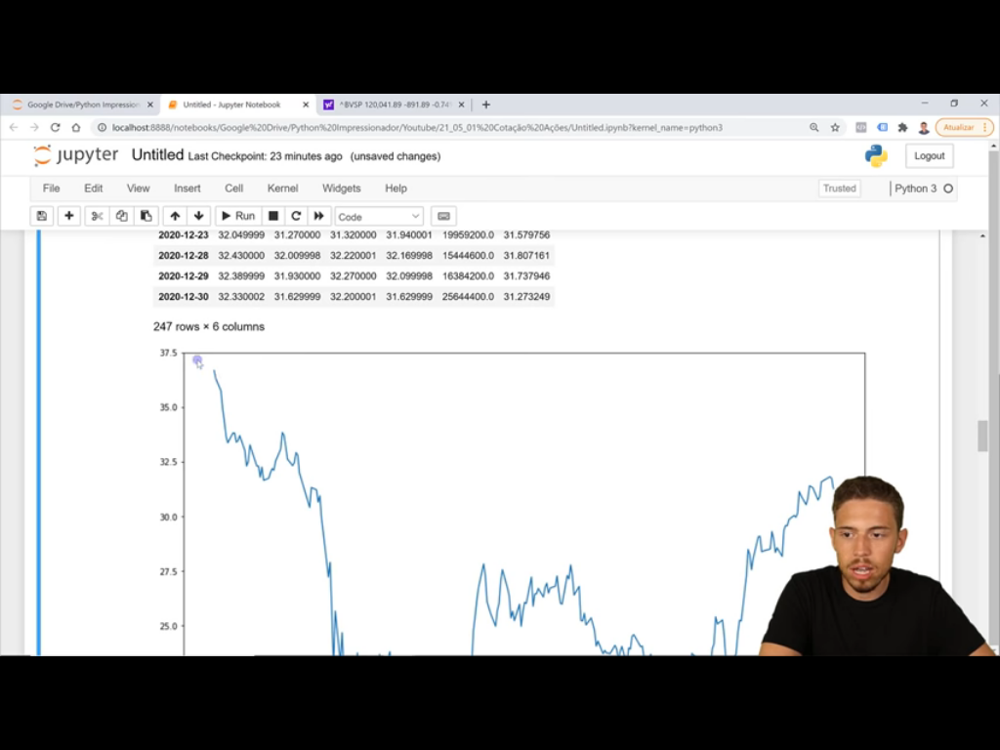 Google Drive/Python Impression
Untitled - Jupyter Notebook
^BVSP 120,041.89 -891.89 -0.74
localhost:8888/notebooks/Google%20Drive/Python%20Impressionador/Youtube/21_05_01%20Cotação%20Ações/Untitled.ipynb?kernel_name=python3
Atualizar
jupyter Untitled Last Checkpoint: 23 minutes ago (unsaved changes)
Logout
File Edit View Insert Cell Kernel Widgets Help
Trusted
Python 3
Run
Code
2020-12-23 32.049999 31.270000 31.320000 31.940001 19959200.0 31.579756
2020-12-28 32.430000 32.009998 32.220001 32.169998 15444600.0 31.807161
2020-12-29 32.389999 31.930000 32.270000 32.099998 16384200.0 31.737946
2020-12-30 32.330002 31.629999 32.200001 31.629999 25644400.0 31.273249
247 rows × 6 columns
37.5
35.0
32.5
30.0
27.5
25.0